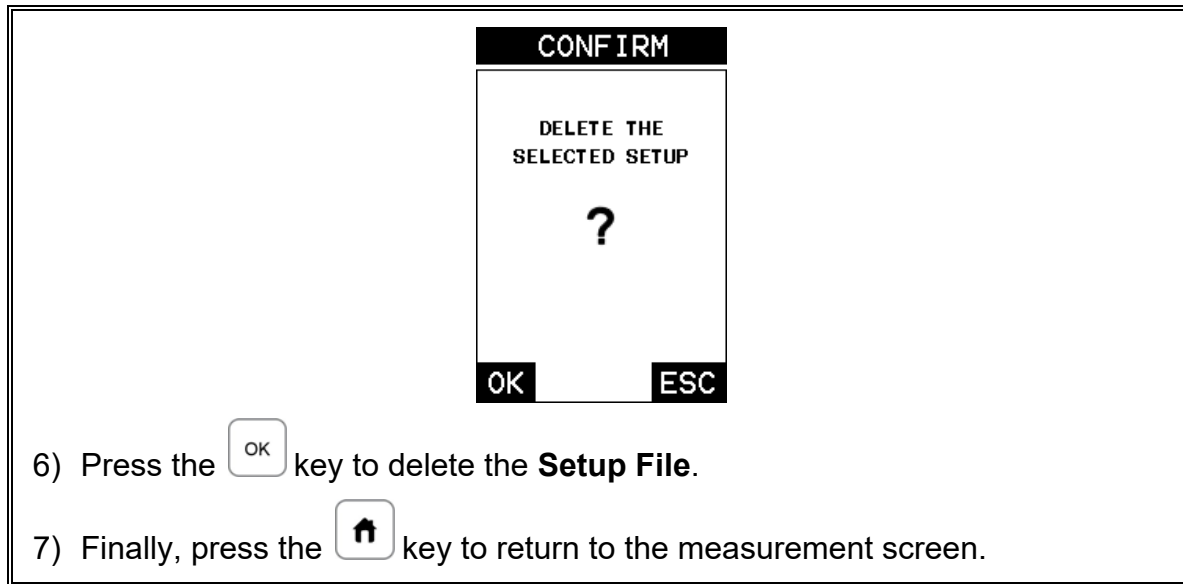 CONFIRM
DELETE THE
SELECTED SETUP
?
OK ESC
6) Press the OK key to delete the Setup File.
7) Finally, press the key to return to the measurement screen.